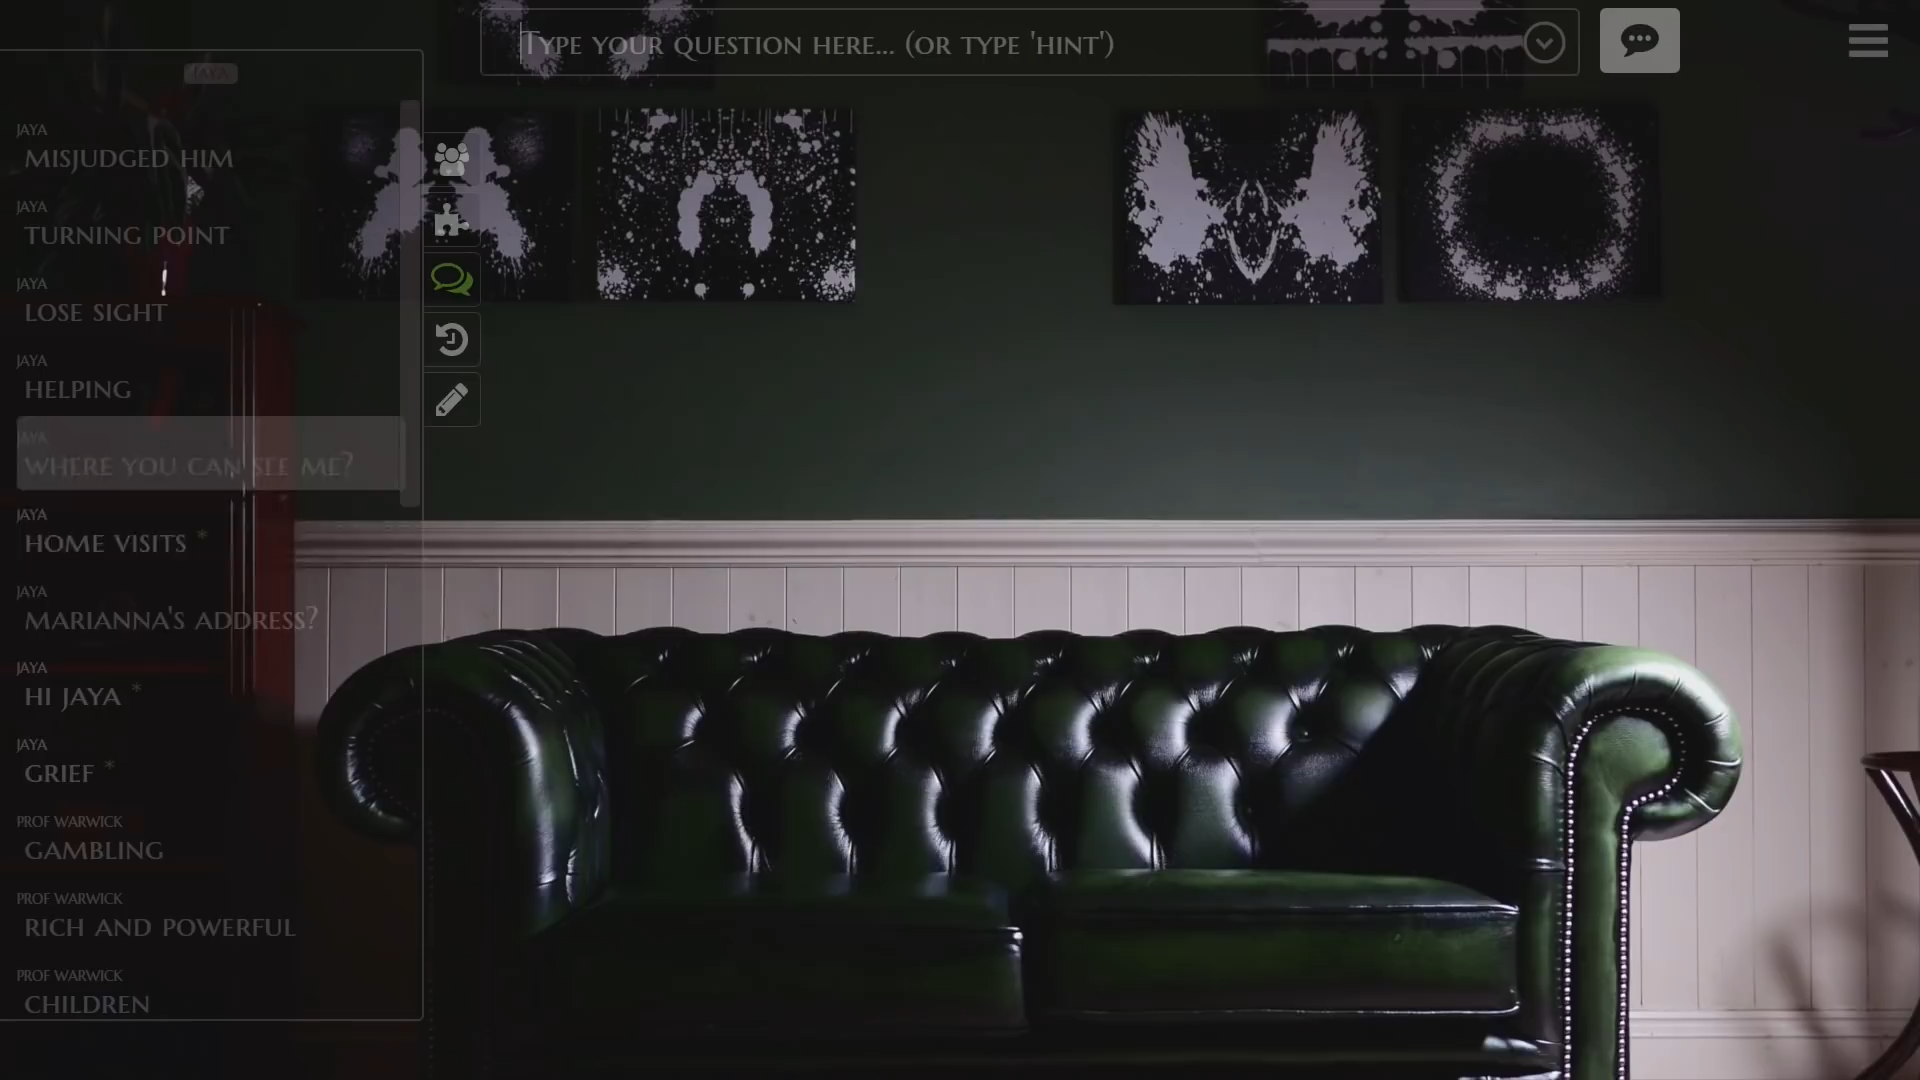 Type your question here... (or type 'hint')
JAYA
JAYA
MISJUDGED HIM
JAYA
TURNING POINT
JAYA
LOSE SIGHT
JAYA
HELPING
JAYA
WHERE YOU CAN SEE ME?
JAYA
HOME VISITS *
JAYA
MARIANNA'S ADDRESS?
JAYA
HI JAYA *
JAYA
GRIEF *
PROF WARWICK
GAMBLING
PROF WARWICK
RICH AND POWERFUL
PROF WARWICK
CHILDREN